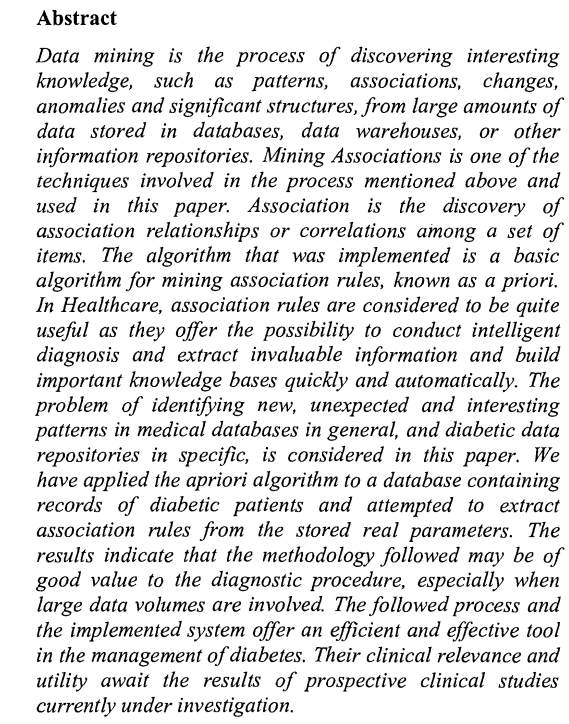 Abstract
Data mining is the process of discovering interesting
knowledge, such as patterns, associations, changes,
anomalies and significant structures, from large amounts of
data stored in databases, data warehouses, or other
information repositories. Mining Associations is one of the
techniques involved in the process mentioned above and
used in this paper. Association is the discovery of
association relationships or correlations among a set of
items. The algorithm that was implemented is a basic
algorithm for mining association rules, known as a priori.
In Healthcare, association rules are considered to be quite
useful as they offer the possibility to conduct intelligent
diagnosis and extract invaluable information and build
important knowledge bases quickly and automatically. The
problem of identifying new, unexpected and interesting
patterns in medical databases in general, and diabetic data
repositories in specific, is considered in this paper. We
have applied the apriori algorithm to a database containing
records of diabetic patients and attempted to extract
association rules from the stored real parameters. The
results indicate that the methodology followed may be of
good value to the diagnostic procedure, especially when
large data volumes are involved. The followed process and
the implemented system offer an efficient and effective tool
in the management of diabetes. Their clinical relevance and
utility await the results of prospective clinical studies
currently under investigation.